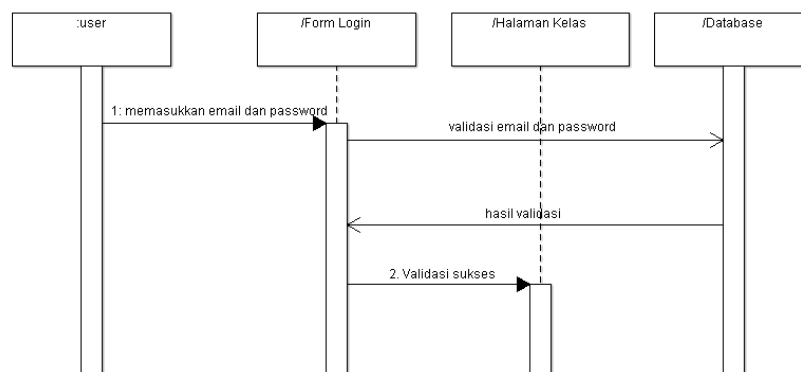 :user
/Form Login
/Halaman Kelas
/Database
1: memasukkan email dan password
validasi email dan password
hasil validasi
2. Validasi sukses